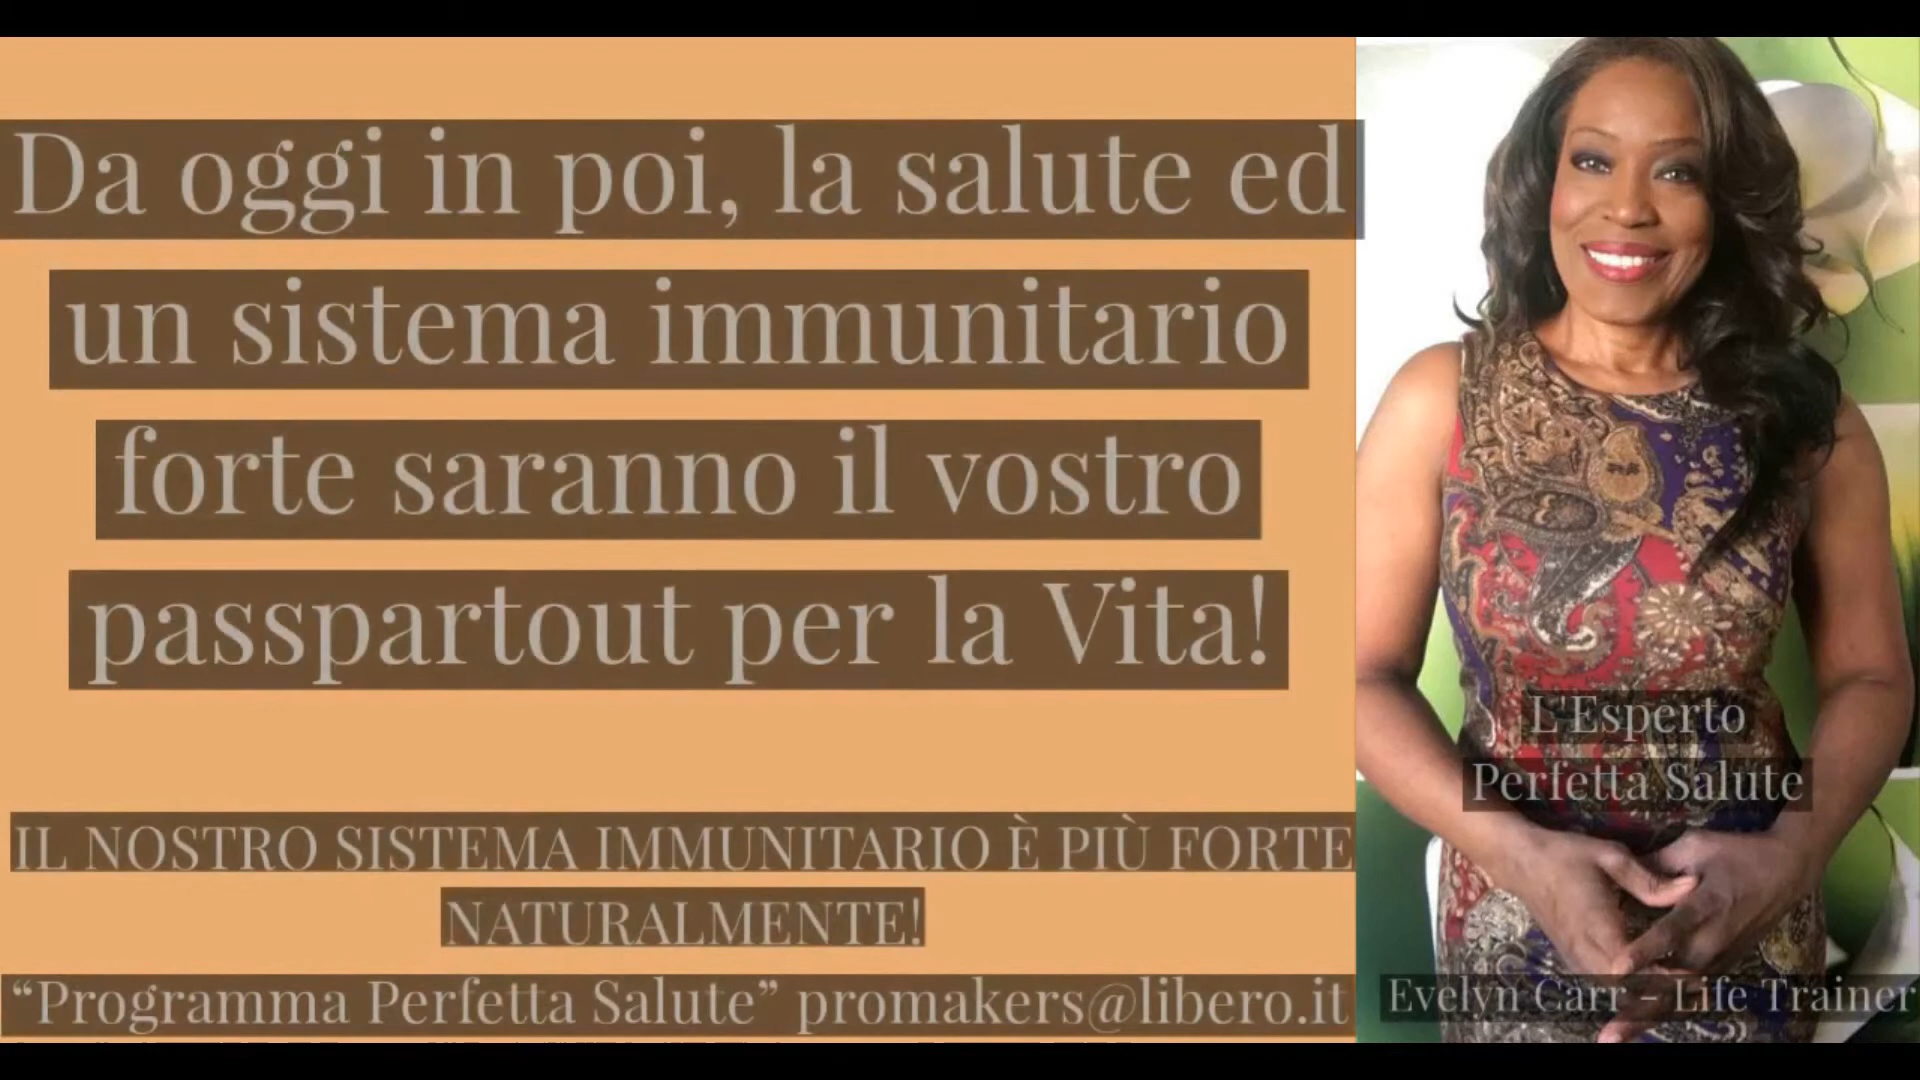 Da oggi in poi, la salute ed
un sistema immunitario
forte saranno il vostro
passpartout per la Vita!
IL NOSTRO SISTEMA IMMUNITARIO È PIÙ FORTE
NATURALMENTE!
“Programma Perfetta Salute” promakers@libero.it
L'Esperto
Perfetta Salute
Evelyn Carr - Life Trainer